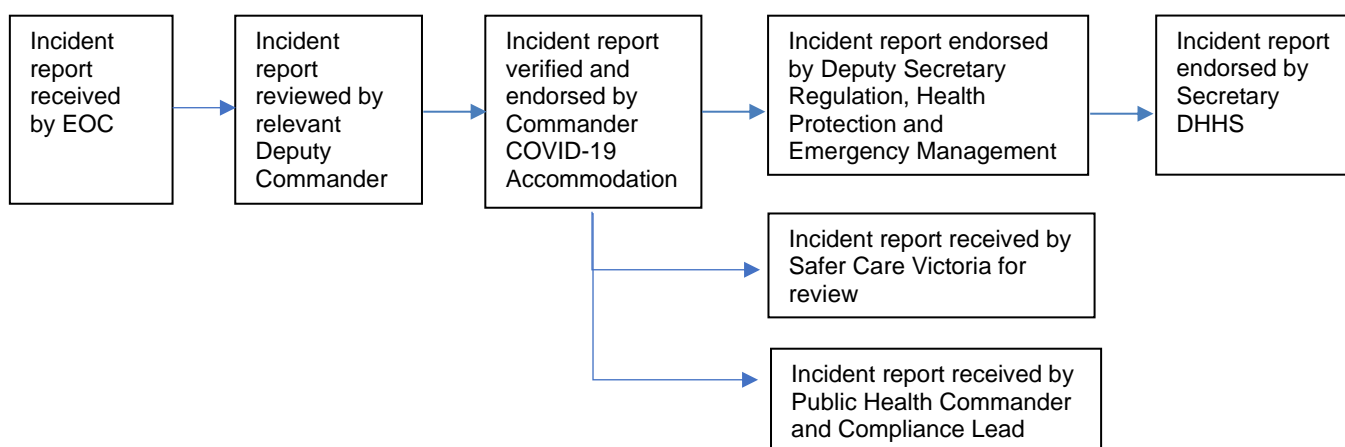 Incident
report
received
by EOC
Incident
report
reviewed by
relevant
Deputy
Commander
Incident report
verified and
endorsed by
Commander
COVID-19
Accommodation
Incident report endorsed
by Deputy Secretary
Regulation, Health
Protection and
Emergency Management
Incident report
endorsed by
Secretary
DHHS
Incident report received by
Safer Care Victoria for
review
Incident report received by
Public Health Commander
and Compliance Lead